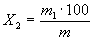 X₂ = m₁·100 / m